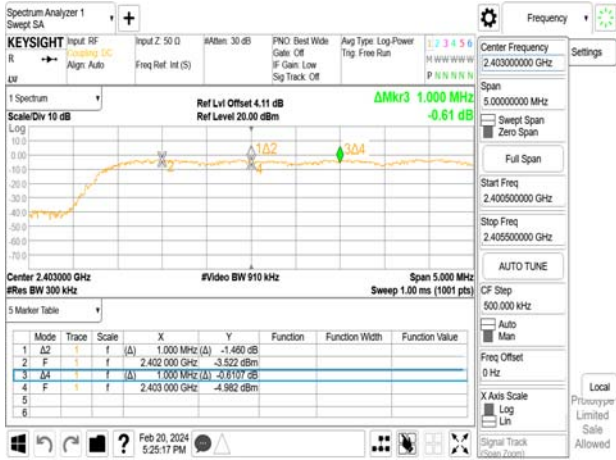 Spectrum Analyzer 1
Swept SA
Frequency
KEYSIGHT
R
Input: RF
Coupling: DC
Align: Auto
Input Z: 50 Ω
Freq Ref: Int (S)
#Atten: 30 dB
PNO: Best Wide
Gate: Off
IF Gain: Low
Sig Track: Off
Avg Type: Log-Power
Trig: Free Run
1 2 3 4 5 6
M W W W W W
P N N N N N
Settings
1 Spectrum
Scale/Div 10 dB
Ref Lvl Offset 4.11 dB
Ref Level 20.00 dBm
ΔMkr3 1.000 MHz
-0.61 dB
Log
10.0
0.00
-10.0
-20.0
-30.0
-40.0
-50.0
-60.0
-70.0
2
1Δ2
4
3Δ4
Center 2.403000 GHz
#Res BW 300 kHz
#Video BW 910 kHz
Span 5.000 MHz
Sweep 1.00 ms (1001 pts)
5 Marker Table
Mode Trace Scale X Y Function Function Width Function Value
1 Δ2 1 f (Δ) 1.000 MHz (Δ) -1.460 dB
2 F 1 f 2.402 000 GHz -3.522 dBm
3 Δ4 1 f (Δ) 1.000 MHz (Δ) -0.6107 dB
4 F 1 f 2.403 000 GHz -4.982 dBm
5
6
Center Frequency
2.403000000 GHz
Span
5.00000000 MHz
Swept Span
Zero Span
Full Span
Start Freq
2.400500000 GHz
Stop Freq
2.405500000 GHz
AUTO TUNE
CF Step
500.000 kHz
Auto
Man
Freq Offset
0 Hz
X Axis Scale
Log
Lin
Signal Track
(Span Zoom)
Local
Prototype
Limited
Sale
Allowed
?
Feb 20, 2024
5:25:17 PM